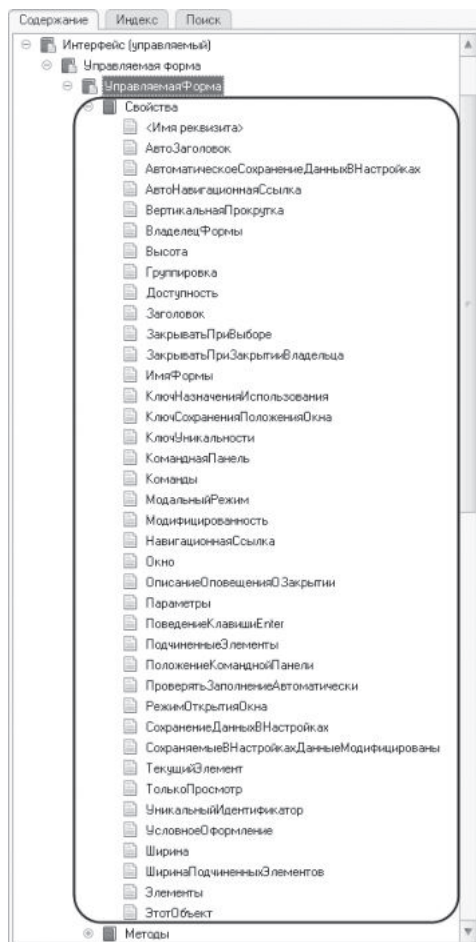 Содержание Индекс Поиск
Интерфейс (управляемый)
Управляемая форма
УправляемаяФорма
Свойства
<Имя реквизита>
АвтоЗаголовок
АвтоматическоеСохранениеДанныхВНастройках
АвтоНавигационнаяСсылка
ВертикальнаяПрокрутка
ВладелецФормы
Высота
Группировка
Доступность
Заголовок
ЗакрыватьПриВыборе
ЗакрыватьПриЗакрытииВладельца
ИмяФормы
КлючНазначенияИспользования
КлючСохраненияПоложенияОкна
КлючУникальности
КоманднаяПанель
Команды
МодальныйРежим
Модифицированность
НавигационнаяСсылка
Окно
ОписаниеОповещенияОЗакрытии
Параметры
ПоведениеКлавишиEnter
ПодчиненныеЭлементы
ПоложениеКоманднойПанели
ПроверятьЗаполнениеАвтоматически
РежимОткрытияОкна
СохранениеДанныхВНастройках
СохраняемыеВНастройкахДанныеМодифицированы
ТекущийЭлемент
ТолькоПросмотр
УникальныйИдентификатор
УсловноеОформление
Ширина
ШиринаПодчиненныхЭлементов
Элементы
ЭтотОбъект
Методы